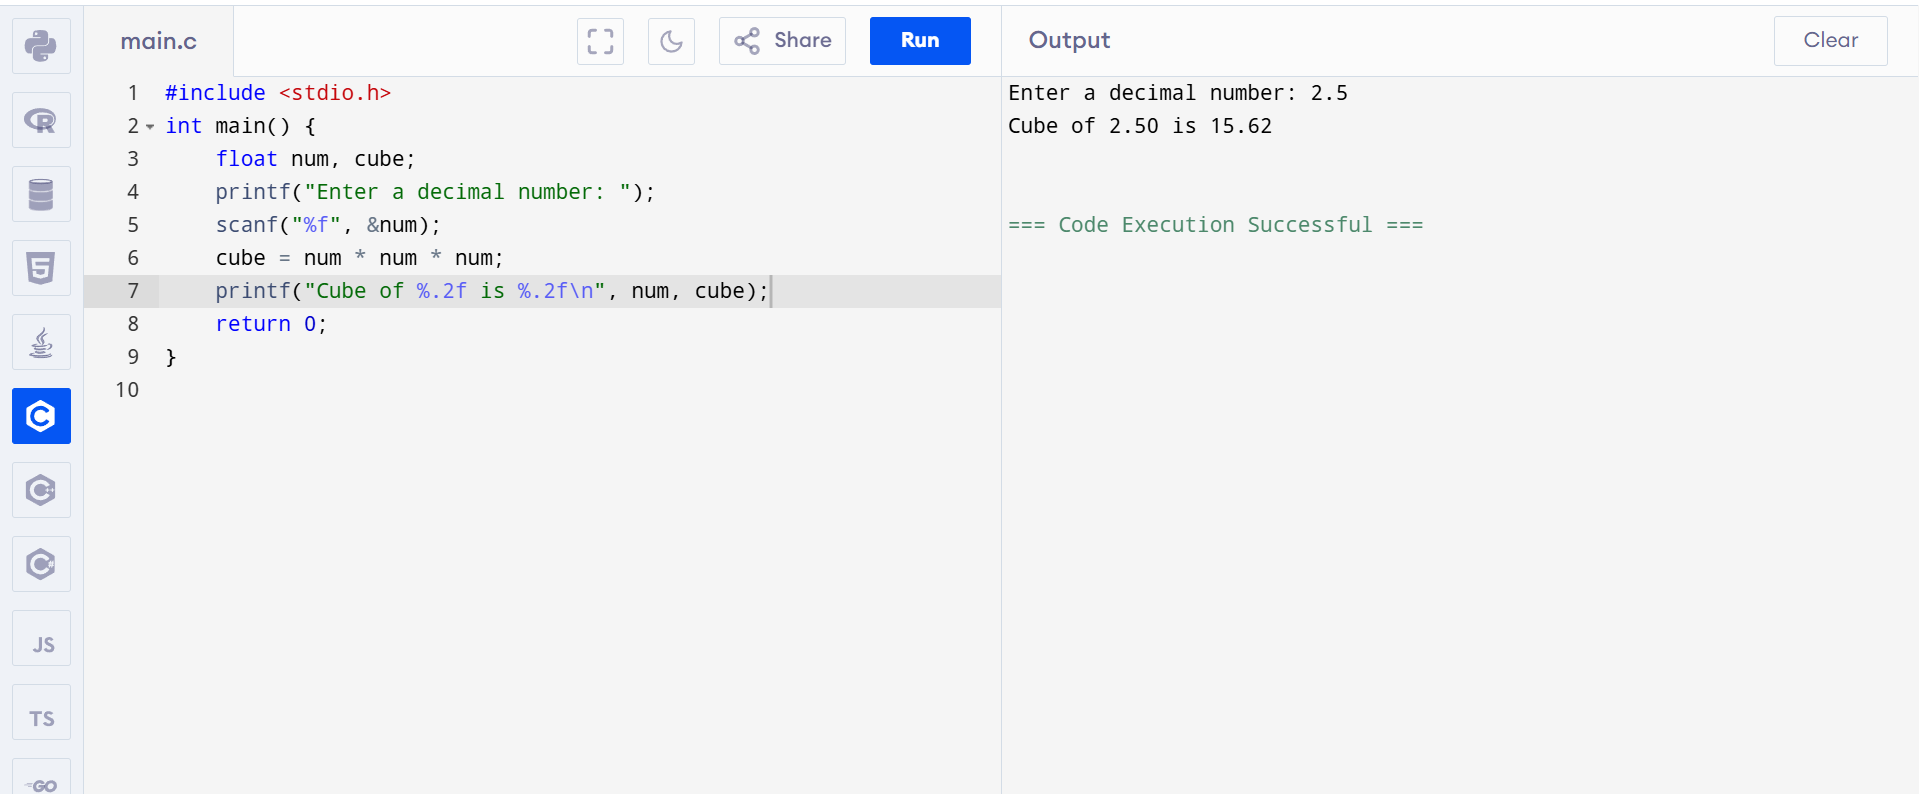 main.c
Share
Run
Output
Clear
1 #include <stdio.h>
2 int main() {
3     float num, cube;
4     printf("Enter a decimal number: ");
5     scanf("%f", &num);
6     cube = num * num * num;
7     printf("Cube of %.2f is %.2f\n", num, cube);
8     return 0;
9 }
10
Enter a decimal number: 2.5
Cube of 2.50 is 15.62
=== Code Execution Successful ===
R
5
C
C++
C#
JS
TS
GO